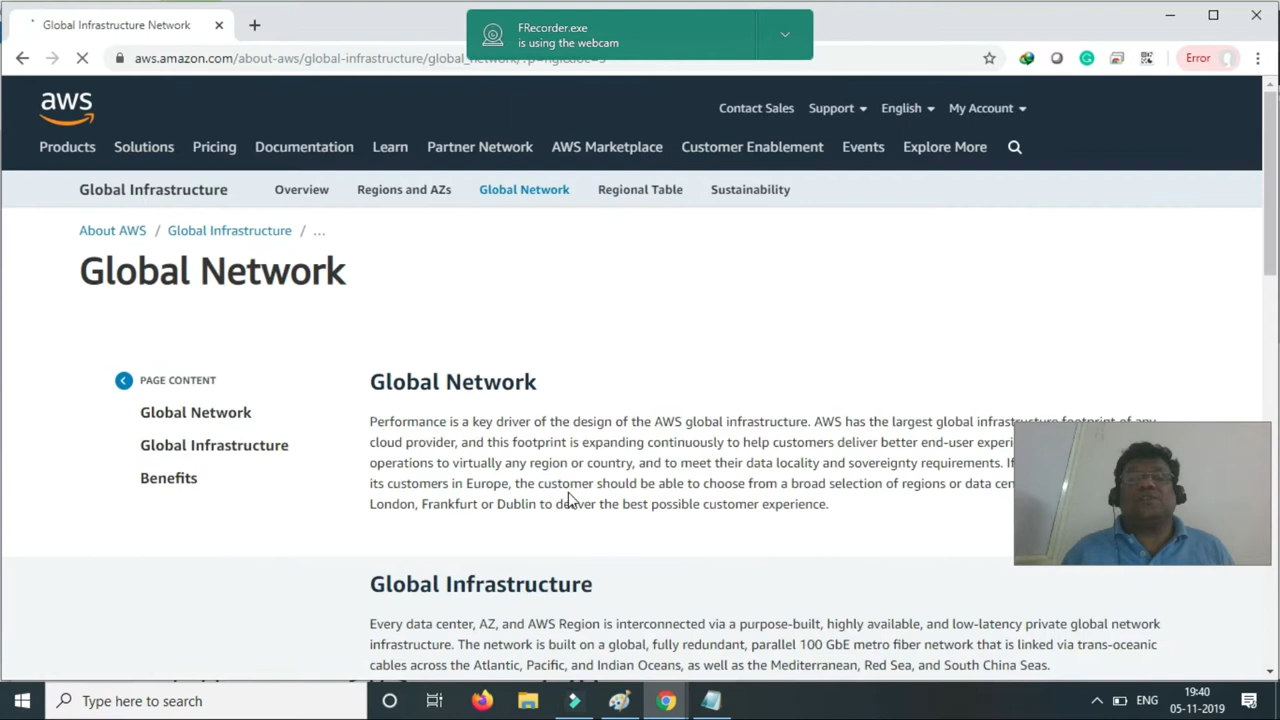 Global Infrastructure Network
FRecorder.exe
is using the webcam
aws.amazon.com/about-aws/global-infrastructure/global_network/
Error
aws
Contact Sales Support English My Account
Products Solutions Pricing Documentation Learn Partner Network AWS Marketplace Customer Enablement Events Explore More
Global Infrastructure Overview Regions and AZs Global Network Regional Table Sustainability
About AWS / Global Infrastructure / ...
Global Network
PAGE CONTENT
Global Network
Global Infrastructure
Benefits
Global Network
Performance is a key driver of the design of the AWS global infrastructure. AWS has the largest global infrastructure footprint of any
cloud provider, and this footprint is expanding continuously to help customers deliver better end-user
operations to virtually any region or country, and to meet their data locality and sovereignty requirements.
its customers in Europe, the customer should be able to choose from a broad selection of regions or data
London, Frankfurt or Dublin to deliver the best possible customer experience.
Global Infrastructure
Every data center, AZ, and AWS Region is interconnected via a purpose-built, highly available, and low-latency private global network
infrastructure. The network is built on a global, fully redundant, parallel 100 GbE metro fiber network that is linked via trans-oceanic
cables across the Atlantic, Pacific, and Indian Oceans, as well as the Mediterranean, Red Sea, and South China Seas.
Type here to search
ENG
19:40
05-11-2019